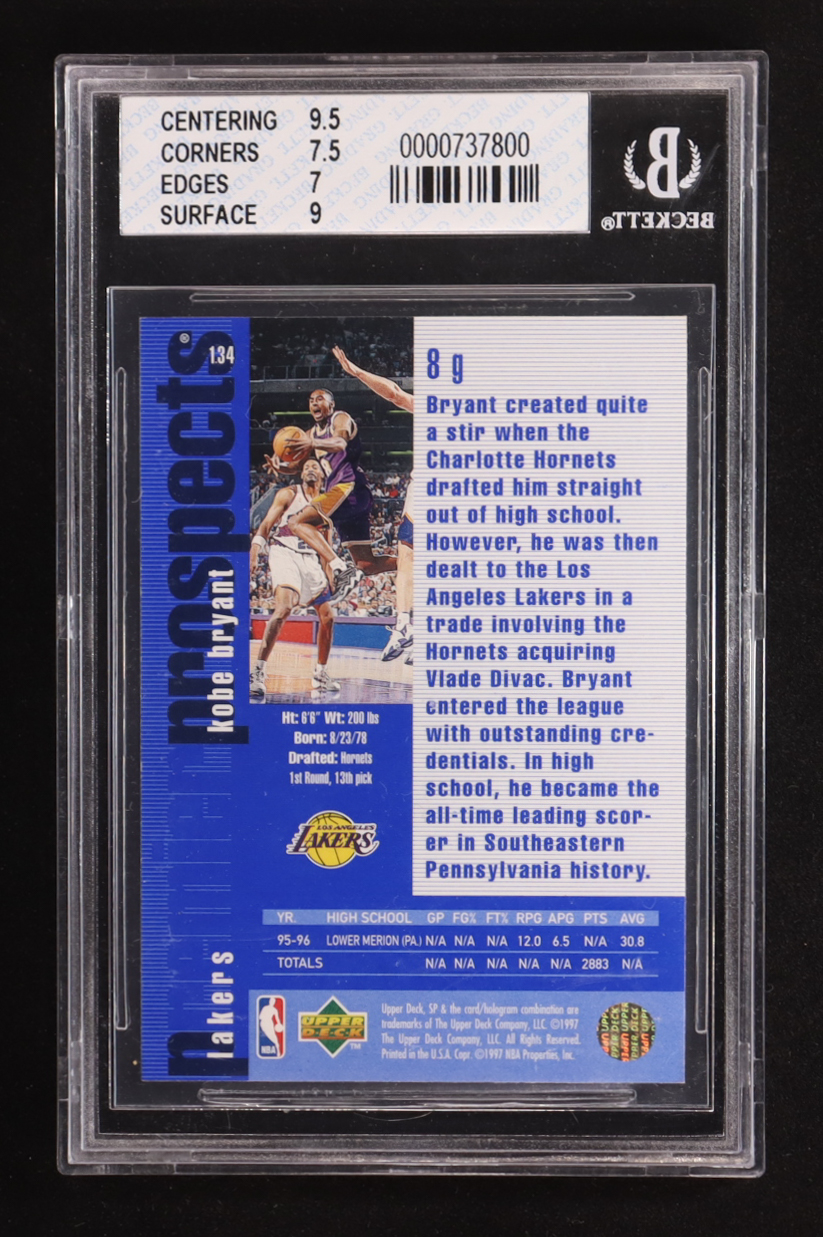 CENTERING 9.5
CORNERS 7.5
EDGES 7
SURFACE 9
0000737800
BECKETT®
prospects®
134
kobe bryant
lakers
8 g
Bryant created quite
a stir when the
Charlotte Hornets
drafted him straight
out of high school.
However, he was then
dealt to the Los
Angeles Lakers in a
trade involving the
Hornets acquiring
Vlade Divac. Bryant
entered the league
with outstanding cre-
dentials. In high
school, he became the
all-time leading scor-
er in Southeastern
Pennsylvania history.
Ht: 6'6" Wt: 200 lbs
Born: 8/23/78
Drafted: Hornets
1st Round, 13th pick
LOS ANGELES
LAKERS
YR. HIGH SCHOOL GP FG% FT% RPG APG PTS AVG
95-96 LOWER MERION (PA.) N/A N/A N/A 12.0 6.5 N/A 30.8
TOTALS N/A N/A N/A N/A N/A 2883 N/A
NBA
UPPER
DECK
TM
Upper Deck, SP & the card/hologram combination are
trademarks of The Upper Deck Company, LLC. ©1997
The Upper Deck Company, LLC. All Rights Reserved.
Printed in the U.S.A. Copr. ©1997 NBA Properties, Inc.
UPPER DECK